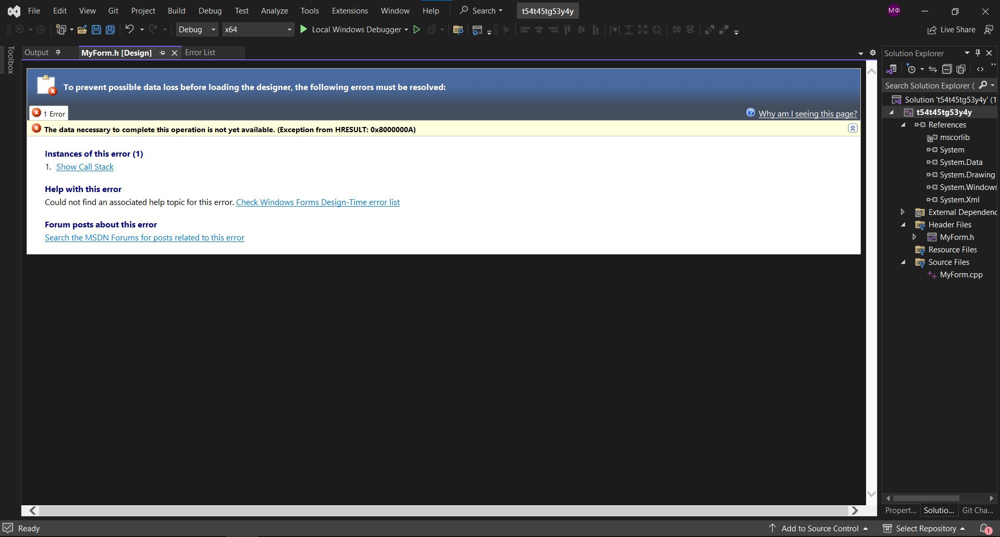 File Edit View Git Project Build Debug Test Analyze Tools Extensions Window Help Search t54t45tg53y4y МФ
Debug x64 Local Windows Debugger Live Share
Toolbox
Output MyForm.h [Design] Error List
To prevent possible data loss before loading the designer, the following errors must be resolved:
1 Error
Why am I seeing this page?
The data necessary to complete this operation is not yet available. (Exception from HRESULT: 0x8000000A)
Instances of this error (1)
1. Show Call Stack
Help with this error
Could not find an associated help topic for this error. Check Windows Forms Design-Time error list
Forum posts about this error
Search the MSDN Forums for posts related to this error
Solution Explorer
Search Solution Explorer (
Solution 't54t45tg53y4y' (1
t54t45tg53y4y
References
mscorlib
System
System.Data
System.Drawing
System.Windows
System.Xml
External Dependenc
Header Files
MyForm.h
Resource Files
Source Files
MyForm.cpp
Propert... Solutio... Git Cha...
Ready Add to Source Control Select Repository 1